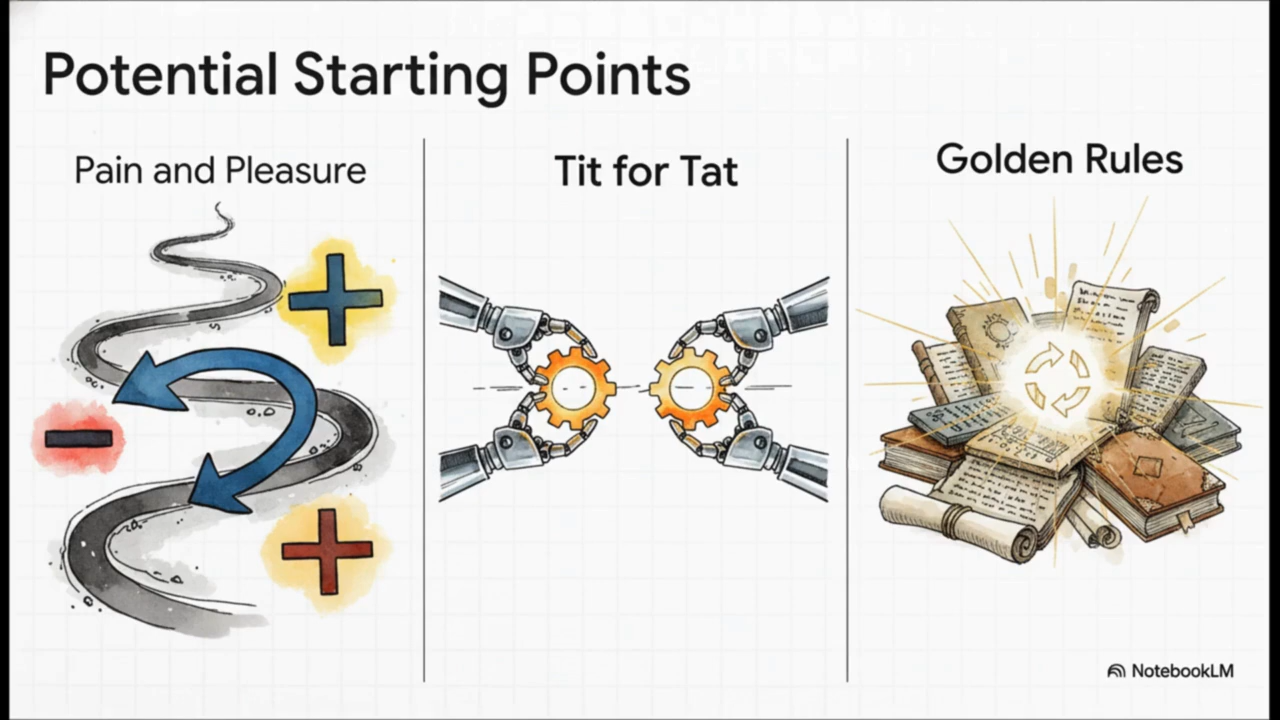 Potential Starting Points
Pain and Pleasure
Tit for Tat
Golden Rules
NotebookLM